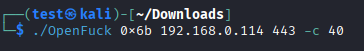 ┌──(test㉿kali)-[~/Downloads]
└─$ ./OpenFuck 0×6b 192.168.0.114 443 -c 40